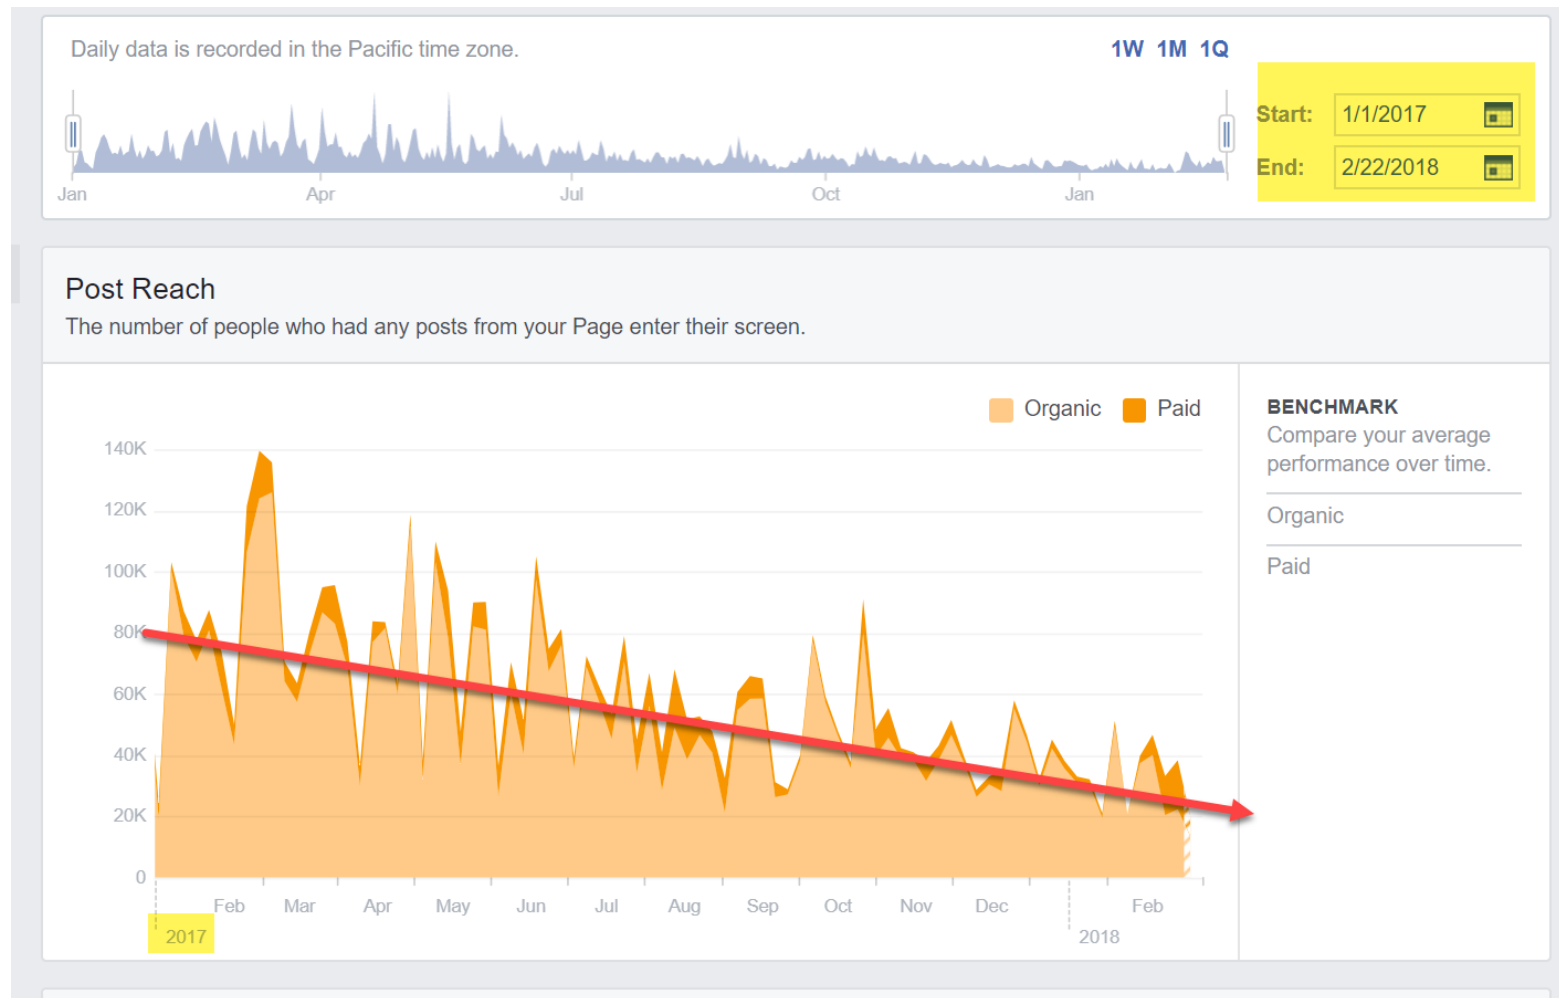 Daily data is recorded in the Pacific time zone.
1W 1M 1Q
Start: 1/1/2017
End: 2/22/2018
Jan Apr Jul Oct Jan
Post Reach
The number of people who had any posts from your Page enter their screen.
Organic Paid
140K
120K
100K
80K
60K
40K
20K
0
Feb Mar Apr May Jun Jul Aug Sep Oct Nov Dec Feb
2017 2018
BENCHMARK
Compare your average
performance over time.
Organic
Paid